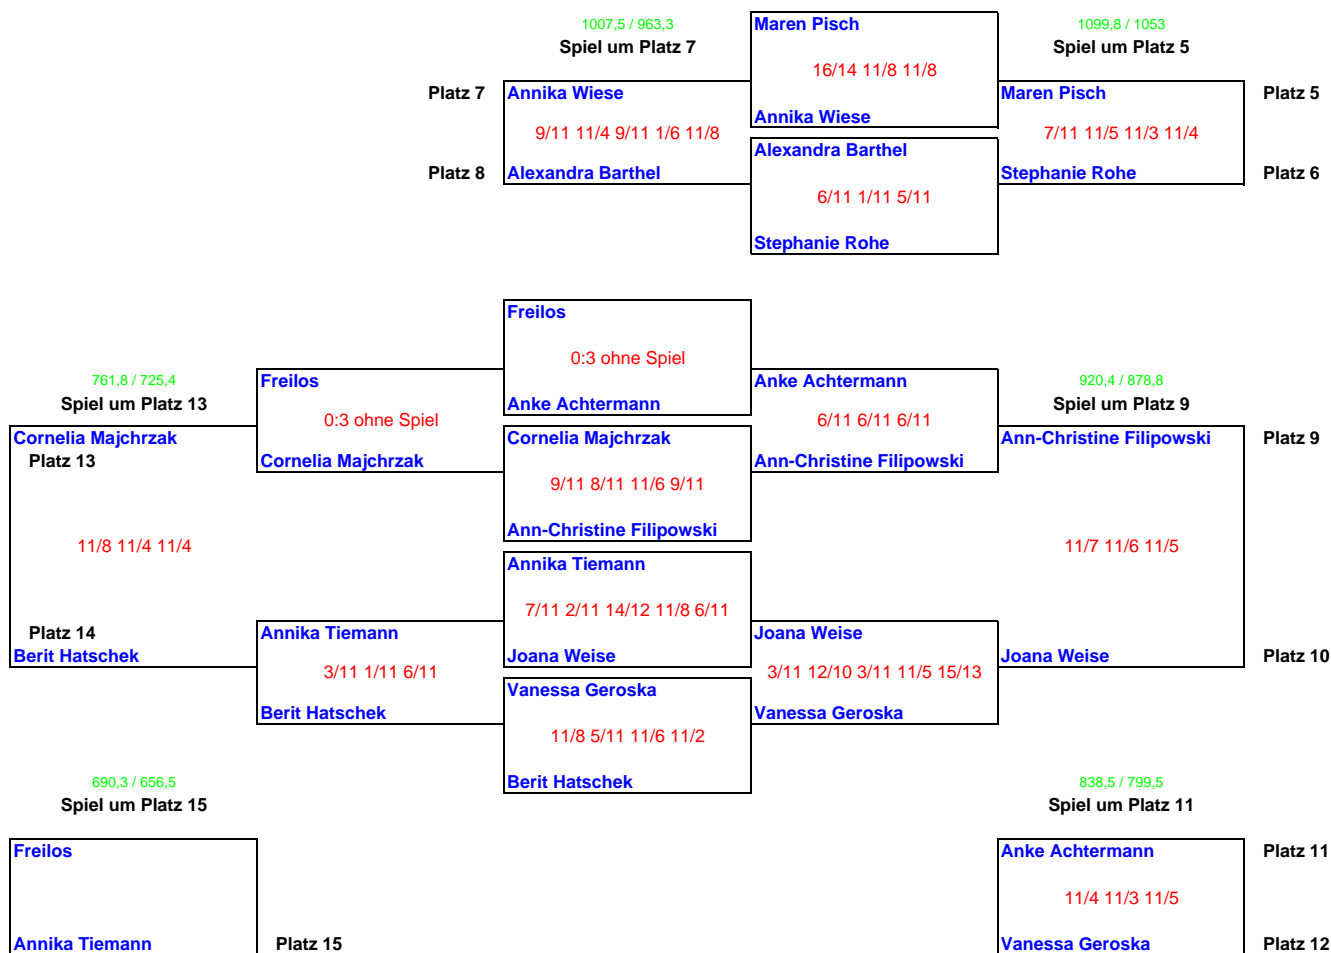 1007,5 / 963,3
Spiel um Platz 7
Maren Pisch
1099,8 / 1053
Spiel um Platz 5
16/14 11/8 11/8
Platz 7
Annika Wiese
Annika Wiese
Maren Pisch
Platz 5
9/11 11/4 9/11 1/6 11/8
7/11 11/5 11/3 11/4
Alexandra Barthel
Platz 8
Alexandra Barthel
Stephanie Rohe
Platz 6
6/11 1/11 5/11
Stephanie Rohe
Freilos
0:3 ohne Spiel
761,8 / 725,4
Freilos
Anke Achtermann
Anke Achtermann
920,4 / 878,8
Spiel um Platz 13
Spiel um Platz 9
0:3 ohne Spiel
6/11 6/11 6/11
Cornelia Majchrzak
Cornelia Majchrzak
Ann-Christine Filipowski
Platz 9
Platz 13
Cornelia Majchrzak
Ann-Christine Filipowski
9/11 8/11 11/6 9/11
Ann-Christine Filipowski
11/8 11/4 11/4
11/7 11/6 11/5
Annika Tiemann
7/11 2/11 14/12 11/8 6/11
Platz 14
Annika Tiemann
Joana Weise
Berit Hatschek
Joana Weise
Joana Weise
Platz 10
3/11 1/11 6/11
3/11 12/10 3/11 11/5 15/13
Vanessa Geroska
Berit Hatschek
Vanessa Geroska
11/8 5/11 11/6 11/2
Berit Hatschek
690,3 / 656,5
Spiel um Platz 15
838,5 / 799,5
Spiel um Platz 11
Freilos
Anke Achtermann
Platz 11
11/4 11/3 11/5
Annika Tiemann
Platz 15
Vanessa Geroska
Platz 12